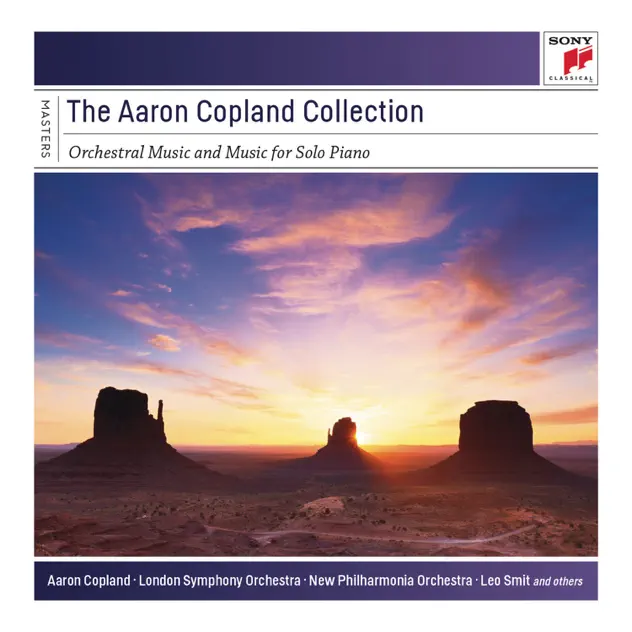 SONY
CLASSICAL
MASTERS
The Aaron Copland Collection
Orchestral Music and Music for Solo Piano
Aaron Copland · London Symphony Orchestra · New Philharmonia Orchestra · Leo Smit and others